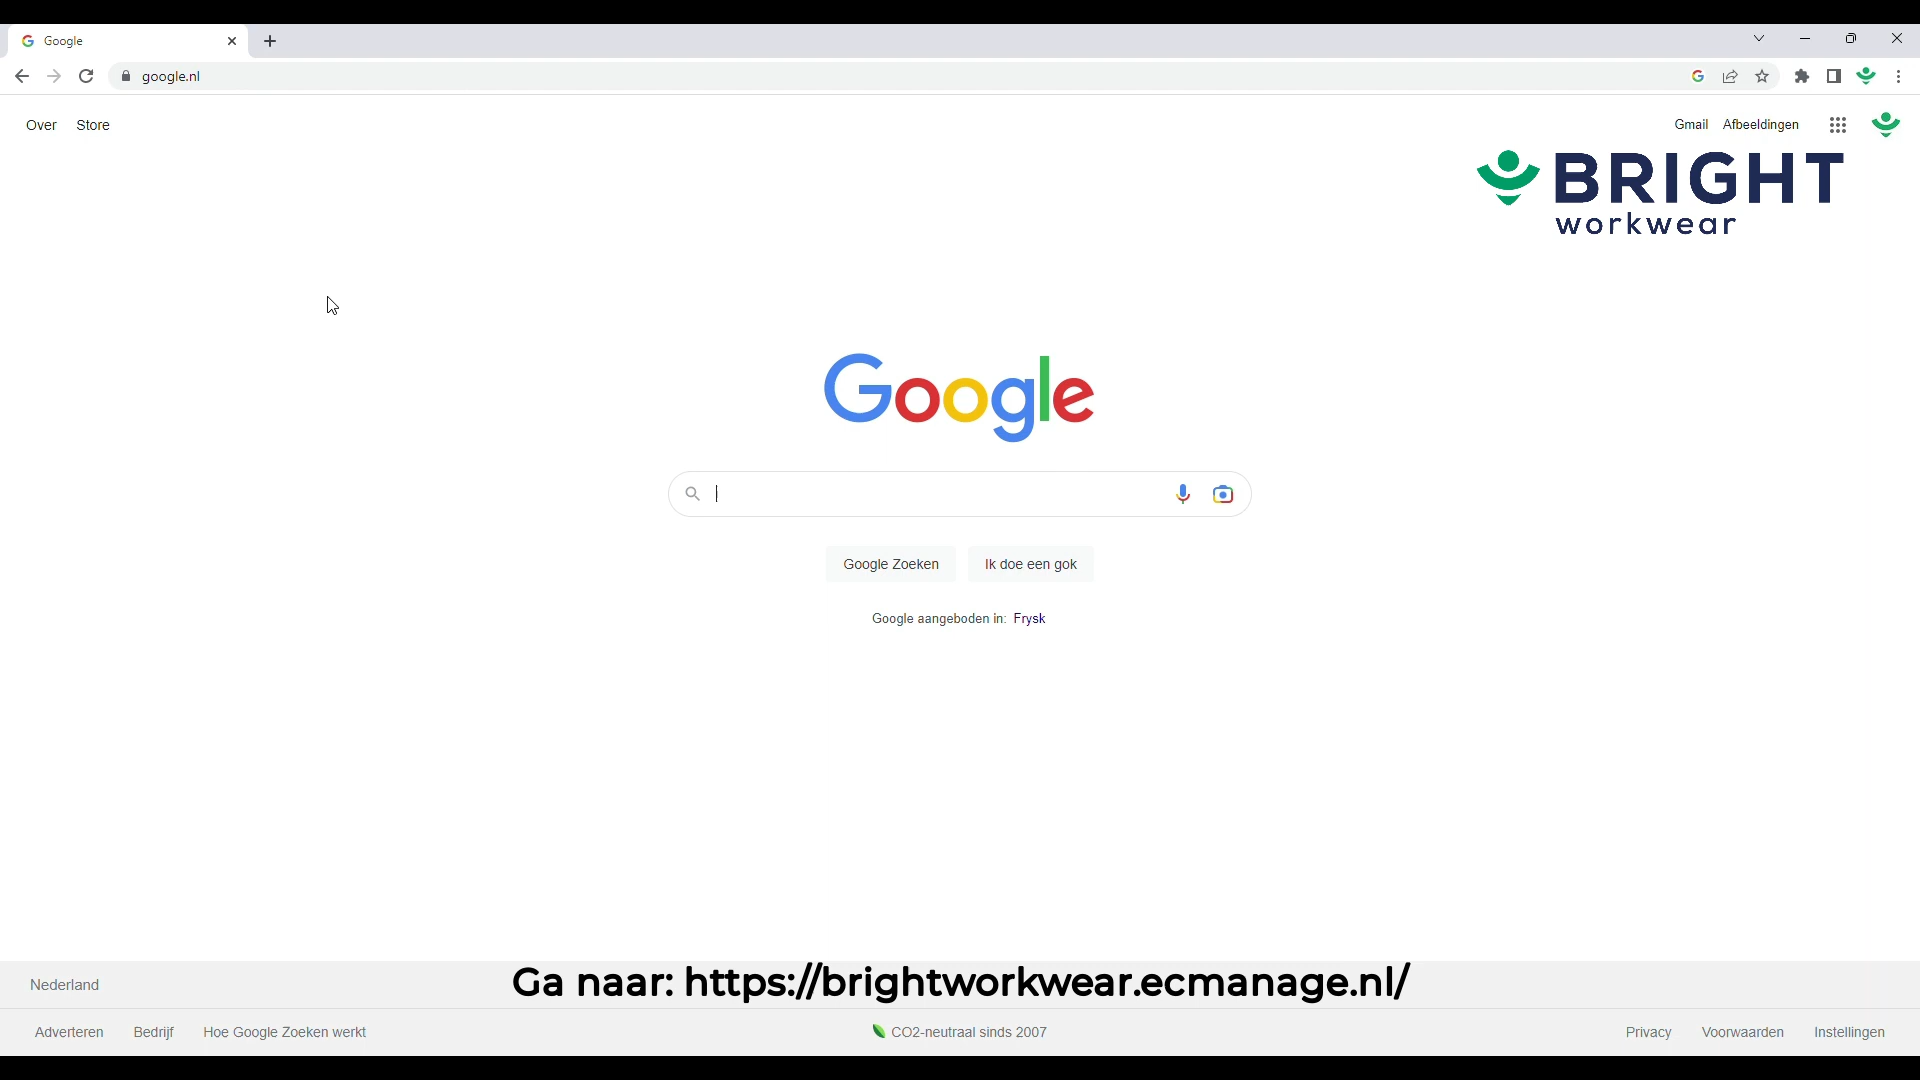 Google
google.nl
Over Store
Gmail Afbeeldingen
BRIGHT
workwear
Google
Google Zoeken Ik doe een gok
Google aangeboden in: Frysk
Nederland
Ga naar: https://brightworkwear.ecmanage.nl/
Adverteren Bedrijf Hoe Google Zoeken werkt CO2-neutraal sinds 2007 Privacy Voorwaarden Instellingen